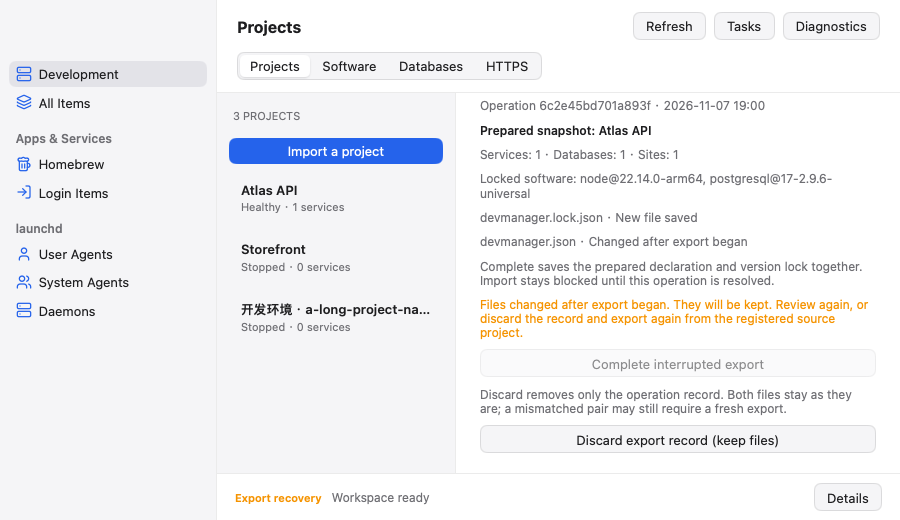 Projects
Refresh
Tasks
Diagnostics
Projects
Software
Databases
HTTPS
Development
All Items
Apps & Services
Homebrew
Login Items
launchd
User Agents
System Agents
Daemons
3 PROJECTS
Import a project
Atlas API
Healthy · 1 services
Storefront
Stopped · 0 services
开发环境 · a-long-project-na...
Stopped · 0 services
Operation 6c2e45bd701a893f · 2026-11-07 19:00
Prepared snapshot: Atlas API
Services: 1 · Databases: 1 · Sites: 1
Locked software: node@22.14.0-arm64, postgresql@17-2.9.6-
universal
devmanager.lock.json · New file saved
devmanager.json · Changed after export began
Complete saves the prepared declaration and version lock together.
Import stays blocked until this operation is resolved.
Files changed after export began. They will be kept. Review again, or
discard the record and export again from the registered source
project.
Complete interrupted export
Discard removes only the operation record. Both files stay as they
are; a mismatched pair may still require a fresh export.
Discard export record (keep files)
Export recovery
Workspace ready
Details